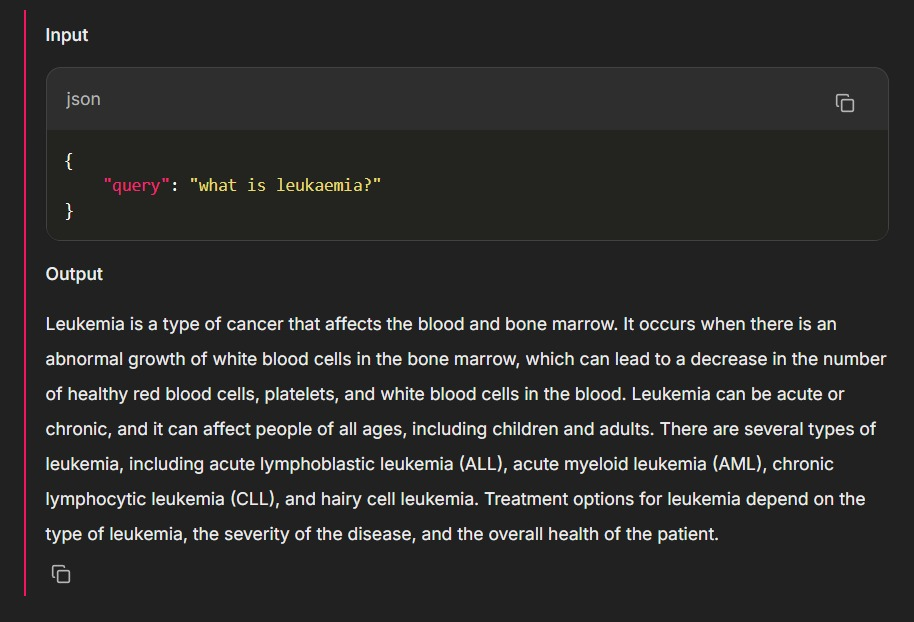 Input
json
{
"query": "what is leukaemia?"
}
Output
Leukemia is a type of cancer that affects the blood and bone marrow. It occurs when there is an
abnormal growth of white blood cells in the bone marrow, which can lead to a decrease in the number
of healthy red blood cells, platelets, and white blood cells in the blood. Leukemia can be acute or
chronic, and it can affect people of all ages, including children and adults. There are several types of
leukemia, including acute lymphoblastic leukemia (ALL), acute myeloid leukemia (AML), chronic
lymphocytic leukemia (CLL), and hairy cell leukemia. Treatment options for leukemia depend on the
type of leukemia, the severity of the disease, and the overall health of the patient.